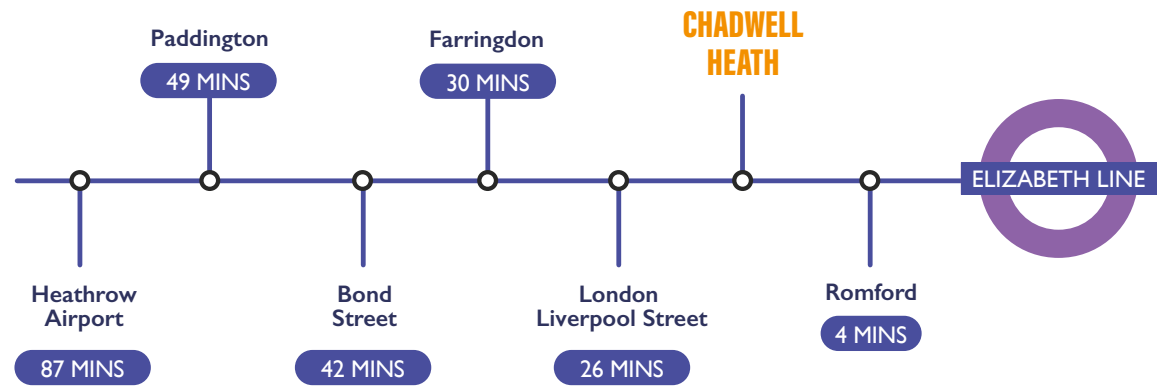 Paddington
49 MINS
Farringdon
30 MINS
CHADWELL
HEATH
ELIZABETH LINE
Heathrow
Airport
87 MINS
Bond
Street
42 MINS
London
Liverpool Street
26 MINS
Romford
4 MINS